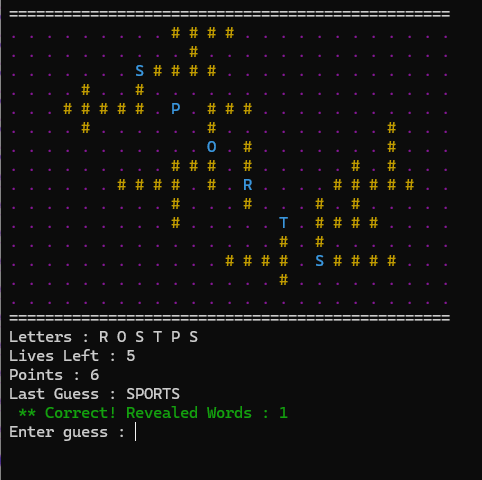 =================================================
. . . . . . . . . # # # # . . . . . . . . . . . .
. . . . . . . . . . # . . . . . . . . . . . . . .
. . . . . . . S # # # # . . . . . . . . . . . . .
. . . . # . . # . . . . . . . . . . . . . . . . .
. . . # # # # # . P . # # # . . . . . . . . . . .
. . . . # . . . . . . # . . . . . . . . . # . . .
. . . . . . . . . . . O . # . . . . . . . # . . .
. . . . . . . . . # # # . # . . . . . # . # . . .
. . . . . . # # # # . # . R . . . . # # # # # . .
. . . . . . . . . # . . . # . . . # . # . . . . .
. . . . . . . . . # . . . . . T . # # # # . . . .
. . . . . . . . . . . . . . . # . # . . . . . . .
. . . . . . . . . . . . # # # # . S # # # # . . .
. . . . . . . . . . . . . . . # . . . . . . . . .
. . . . . . . . . . . . . . . . . . . . . . . . .
=================================================
Letters : R O S T P S
Lives Left : 5
Points : 6
Last Guess : SPORTS
** Correct! Revealed Words : 1
Enter guess :